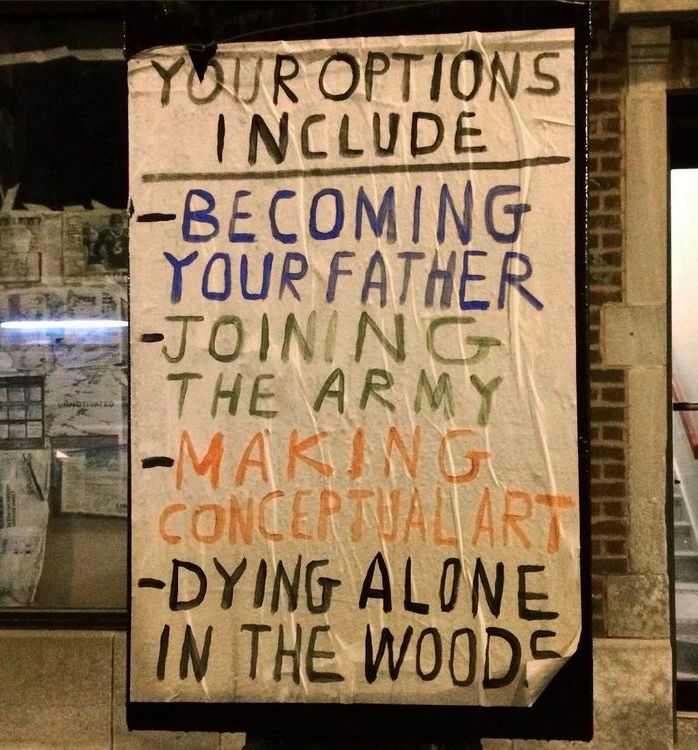 YOUR OPTIONS
INCLUDE
-BECOMING
YOUR FATHER
-JOINING
THE ARMY
-MAKING
CONCEPTUAL ART
-DYING ALONE
IN THE WOODS